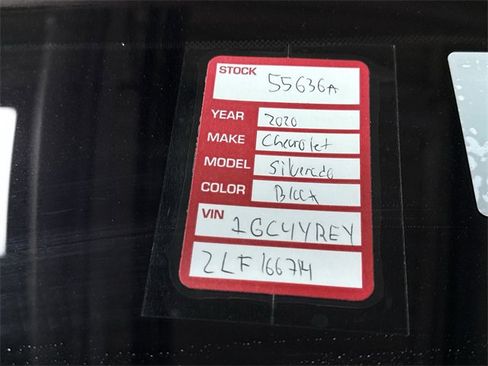 STOCK 55636A
YEAR 2020
MAKE Chevrolet
MODEL Silverado
COLOR Black
VIN 1GC4YREY
2LF166714